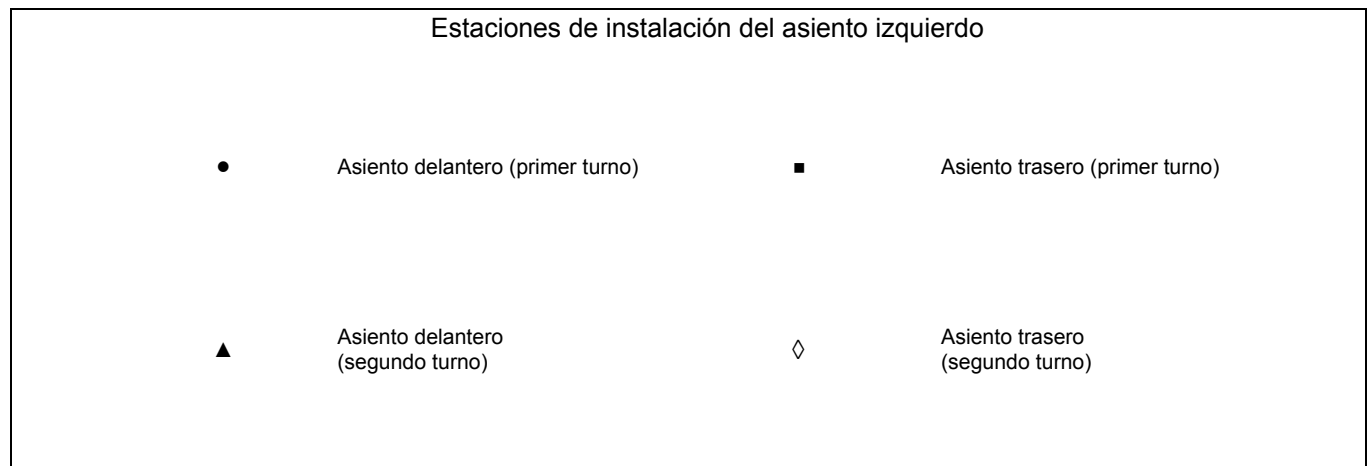 Estaciones de instalación del asiento izquierdo
● Asiento delantero (primer turno) ■ Asiento trasero (primer turno)
▲ Asiento delantero
(segundo turno)
◊ Asiento trasero
(segundo turno)